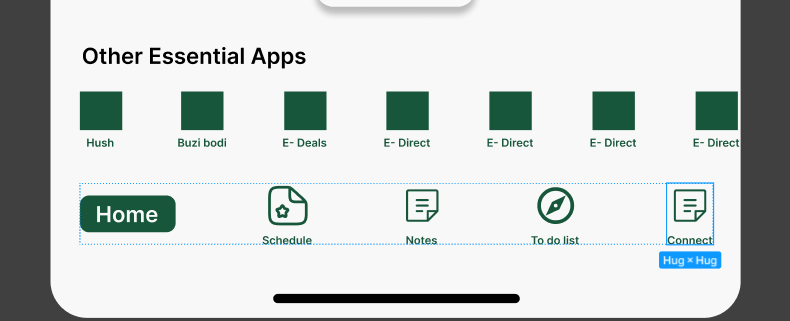 Other Essential Apps
Hush Buzi bodi E- Deals E- Direct E- Direct E- Direct E- Direct
Home
Schedule Notes To do list Connect
Hug × Hug